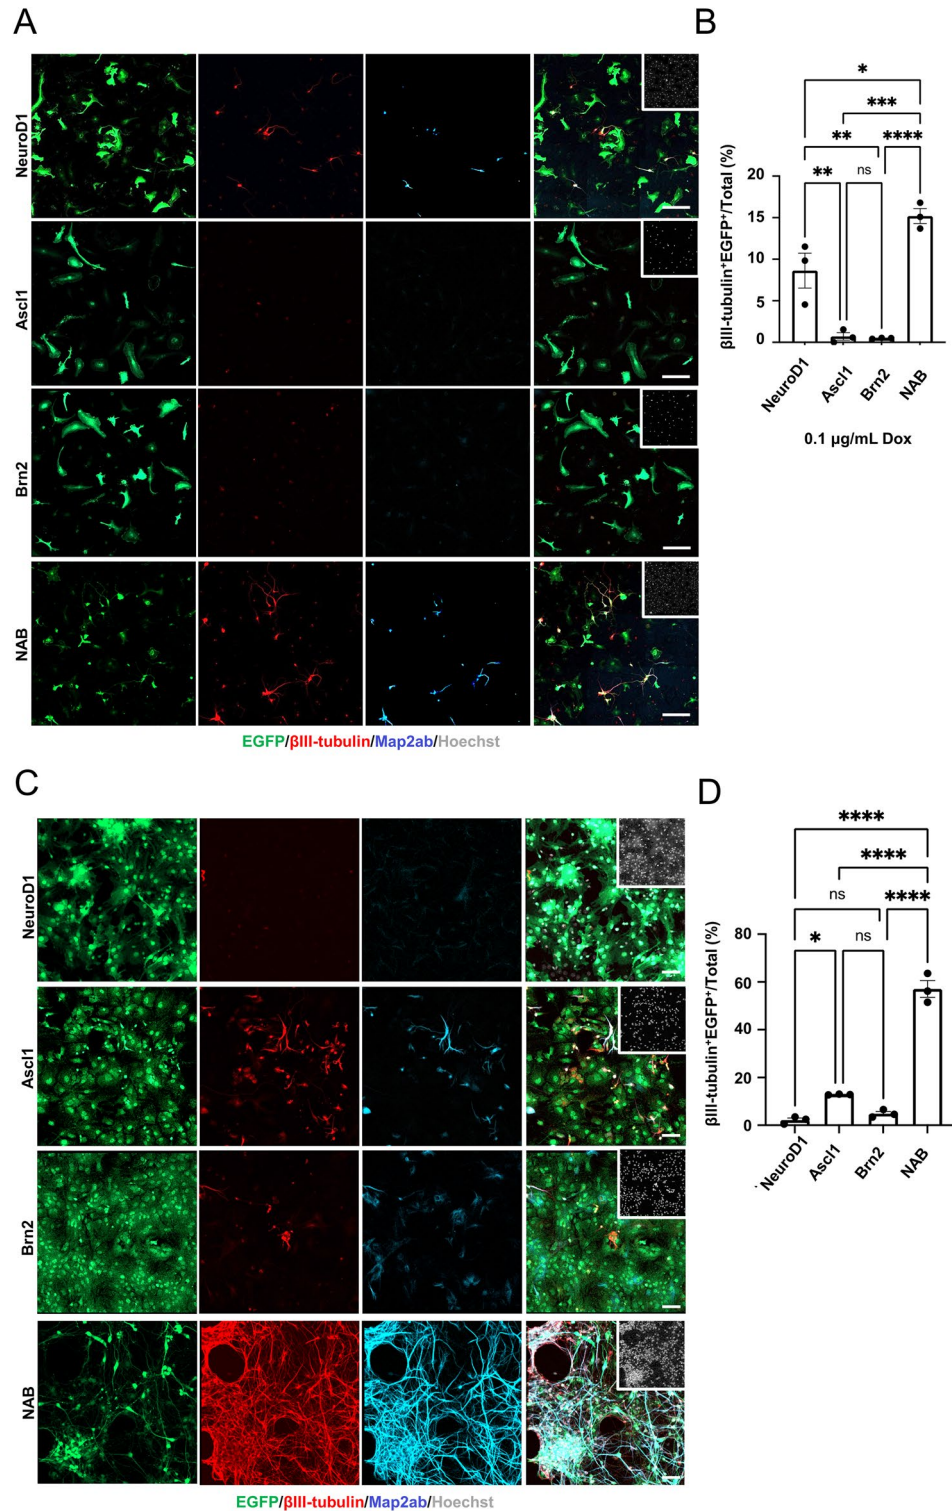 A
NeuroD1
Ascl1
Brn2
NAB
EGFP/βIII-tubulin/Map2ab/Hoechst
B
*
***
** ****
** ns
βIII-tubulin⁺EGFP⁺/Total (%)
20
15
10
5
0
NeuroD1 Ascl1 Brn2 NAB
0.1 µg/mL Dox
C
NeuroD1
Ascl1
Brn2
NAB
EGFP/βIII-tubulin/Map2ab/Hoechst
D
****
****
ns ****
* ns
βIII-tubulin⁺EGFP⁺/Total (%)
80
60
40
20
0
NeuroD1 Ascl1 Brn2 NAB